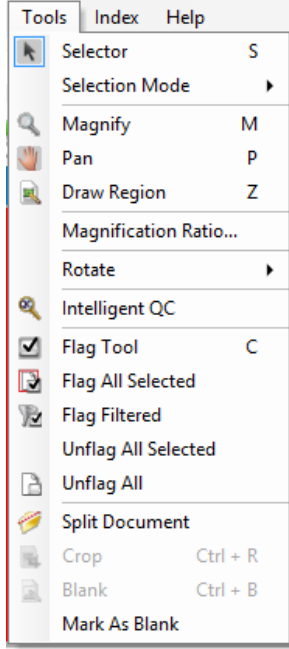 Tools Index Help
Selector S
Selection Mode
Magnify M
Pan P
Draw Region Z
Magnification Ratio...
Rotate
Intelligent QC
Flag Tool C
Flag All Selected
Flag Filtered
Unflag All Selected
Unflag All
Split Document
Crop Ctrl + R
Blank Ctrl + B
Mark As Blank